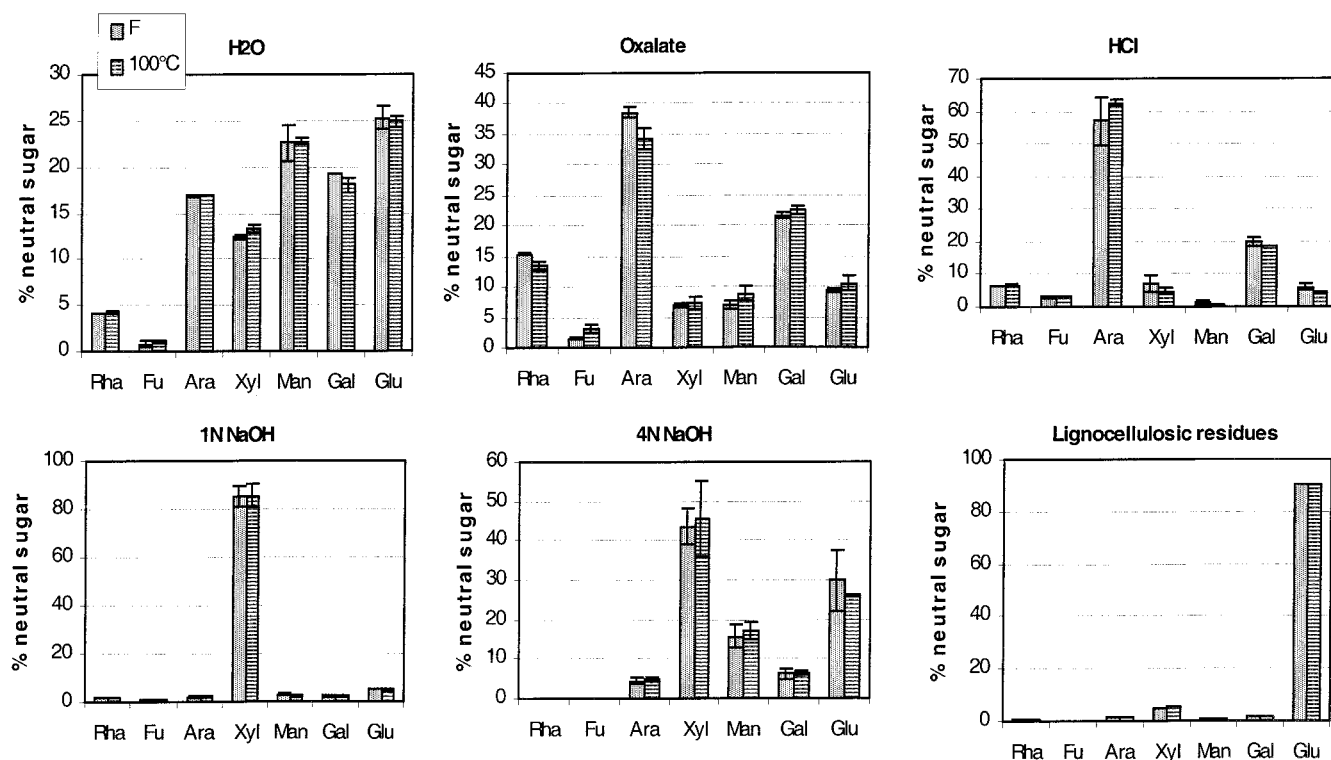 F
100°C
H2O
% neutral sugar
30
25
20
15
10
5
0
Rha Fu Ara Xyl Man Gal Glu
Oxalate
% neutral sugar
45
40
35
30
25
20
15
10
5
0
Rha Fu Ara Xyl Man Gal Glu
HCl
% neutral sugar
70
60
50
40
30
20
10
0
Rha Fu Ara Xyl Man Gal Glu
1N NaOH
% neutral sugar
100
80
60
40
20
0
Rha Fu Ara Xyl Man Gal Glu
4N NaOH
% neutral sugar
60
50
40
30
20
10
0
Rha Fu Ara Xyl Man Gal Glu
Lignocellulosic residues
% neutral sugar
100
80
60
40
20
0
Rha Fu Ara Xyl Man Gal Glu